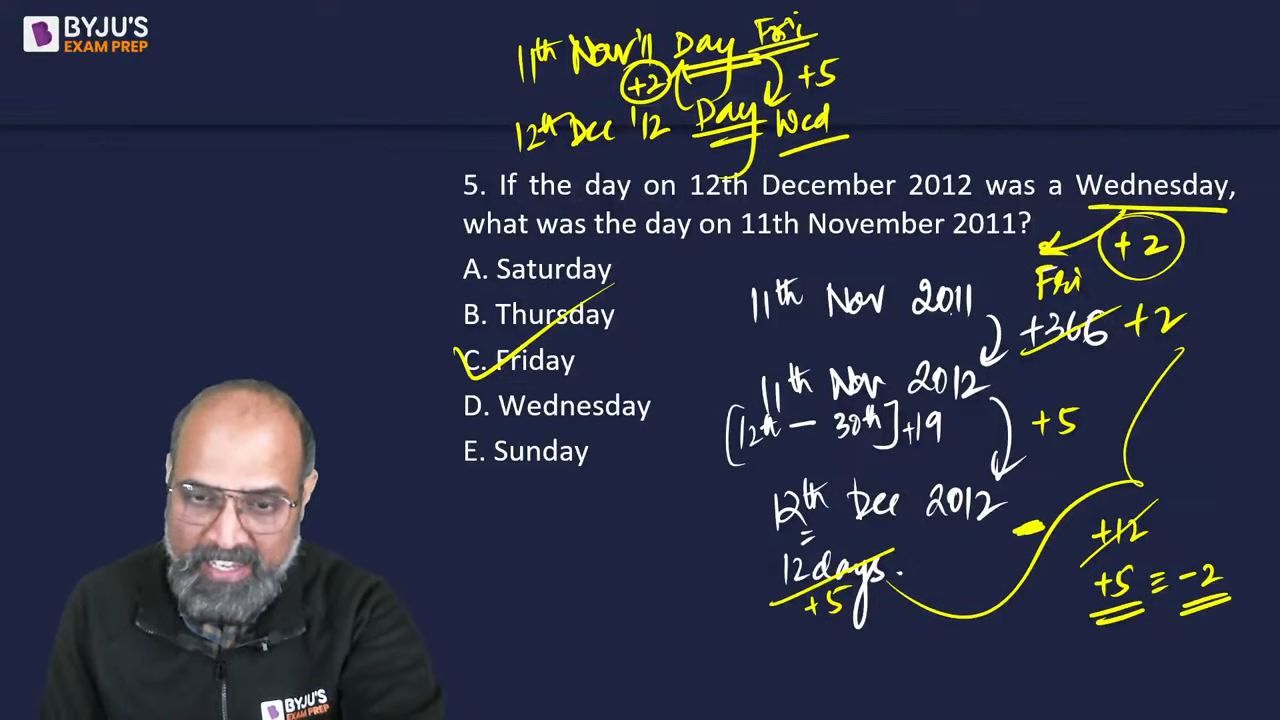 BYJU'S
EXAM PREP
11th Nov '11 Day Fri
+2 +5
12th Dec '12 Day Wed
5. If the day on 12th December 2012 was a Wednesday,
what was the day on 11th November 2011?
+2
A. Saturday
Fri
11th Nov 2011
B. Thursday
+366 +2
C. Friday
11th Nov 2012
D. Wednesday
[12th – 30th] +19 +5
E. Sunday
12th Dec 2012
+12
12 days.
+5 ≡ -2
+5
BYJU'S
EXAM PREP